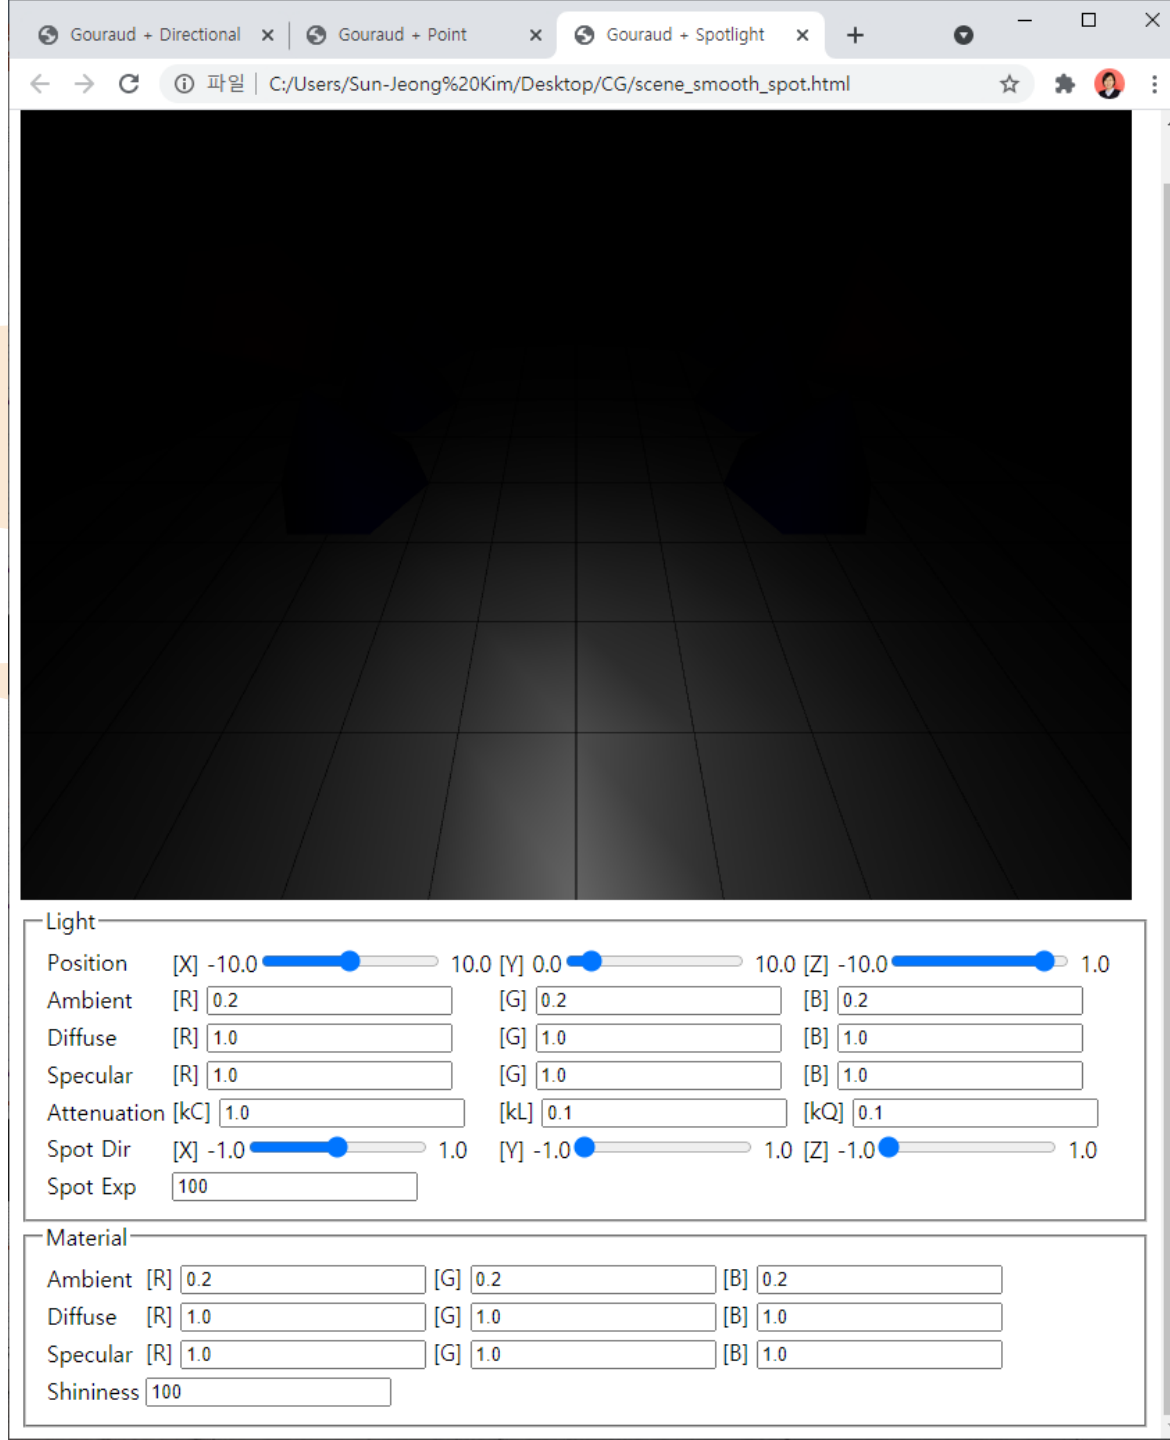 Gouraud + Directional Gouraud + Point Gouraud + Spotlight
파일 C:/Users/Sun-Jeong%20Kim/Desktop/CG/scene_smooth_spot.html
Light
Position [X] -10.0 10.0 [Y] 0.0 10.0 [Z] -10.0 1.0
Ambient [R] 0.2 [G] 0.2 [B] 0.2
Diffuse [R] 1.0 [G] 1.0 [B] 1.0
Specular [R] 1.0 [G] 1.0 [B] 1.0
Attenuation [kC] 1.0 [kL] 0.1 [kQ] 0.1
Spot Dir [X] -1.0 1.0 [Y] -1.0 1.0 [Z] -1.0 1.0
Spot Exp 100
Material
Ambient [R] 0.2 [G] 0.2 [B] 0.2
Diffuse [R] 1.0 [G] 1.0 [B] 1.0
Specular [R] 1.0 [G] 1.0 [B] 1.0
Shininess 100